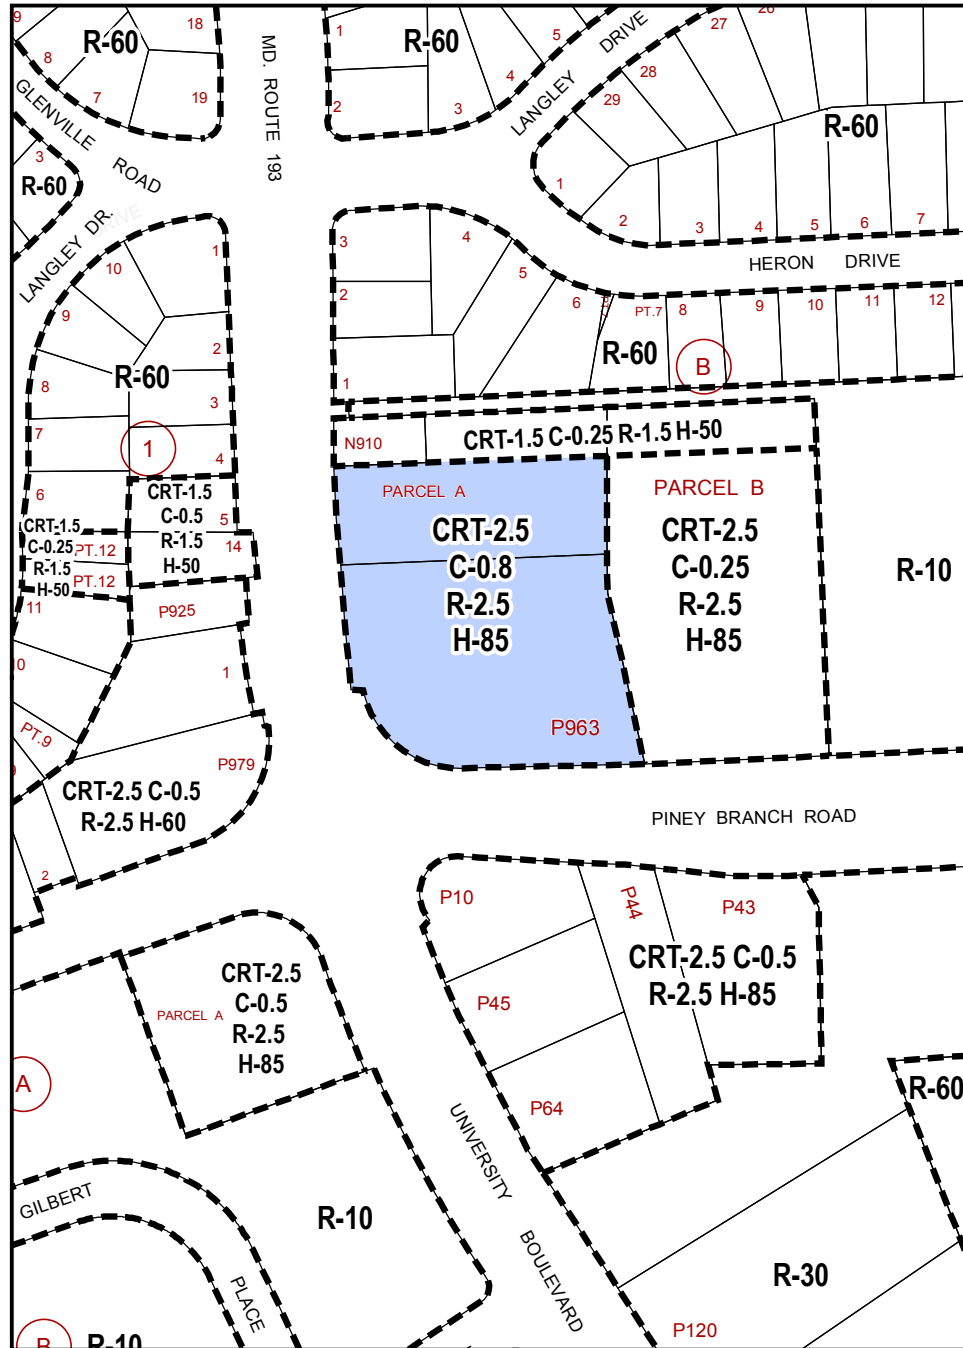 9
8
R-60
7
18
19
GLENVILLE
ROAD
MD. ROUTE 193
1
R-60
5
4
2
3
LANGLEY
DRIVE
27
28
29
R-60
1
2
3
4
5
6
7
3
R-60
LANGLEY DR.
DRIVE
HERON DRIVE
10
1
9
2
R-60
8
3
7
1
4
6
3
4
5
2
6
PT.7
8
9
10
11
12
R-60
B
1
N910
CRT-1.5 C-0.25 R-1.5 H-50
CRT-1.5
C-0.5
R-1.5
H-50
5
14
CRT-1.5
C-0.25
R-1.5
H-50
PT.12
PT.12
11
P925
10
1
PT.9
9
P979
CRT-2.5 C-0.5
R-2.5 H-60
2
PARCEL A
CRT-2.5
C-0.8
R-2.5
H-85
P963
PARCEL B
CRT-2.5
C-0.25
R-2.5
H-85
R-10
PINEY BRANCH ROAD
P10
P44
P43
CRT-2.5 C-0.5
R-2.5 H-85
P45
P64
CRT-2.5
C-0.5
R-2.5
H-85
PARCEL A
A
R-60
UNIVERSITY
BOULEVARD
GILBERT
PLACE
R-10
R-30
P120
B
R-10